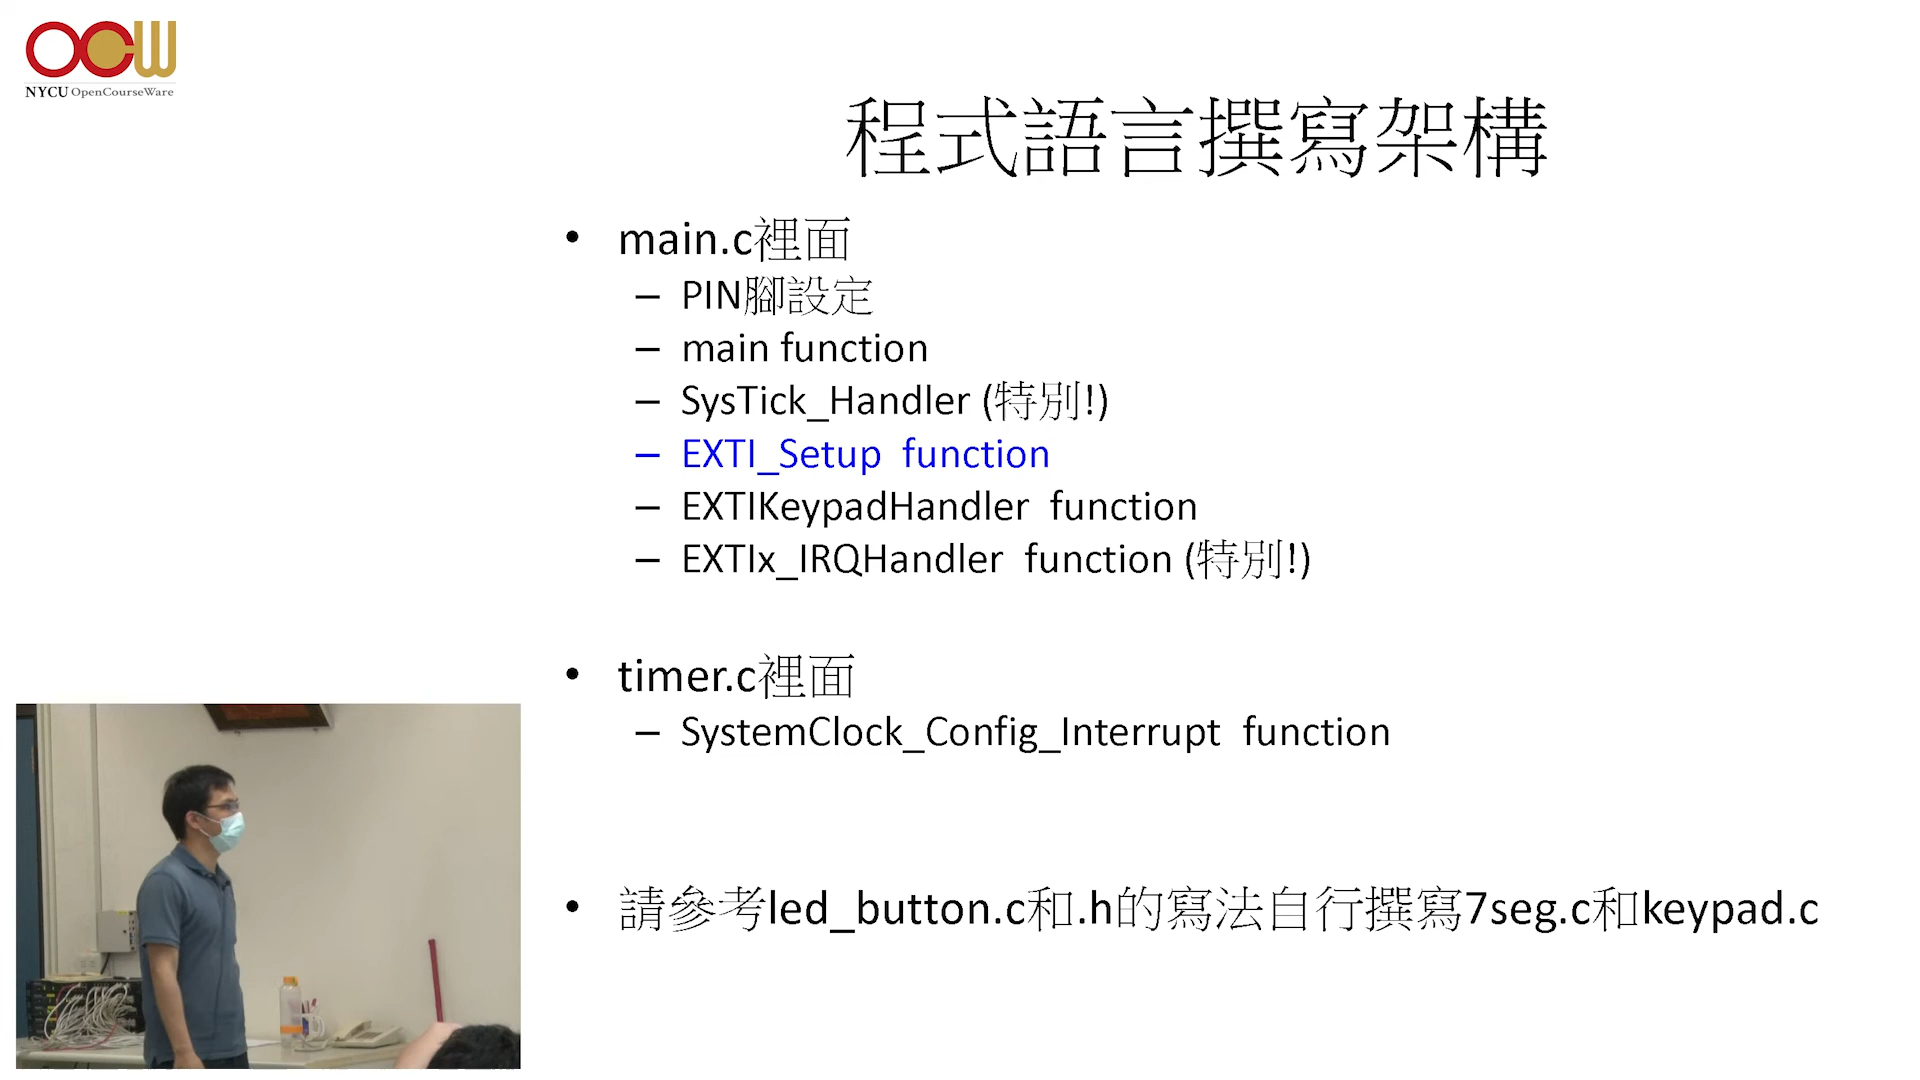 OCW
NYCU OpenCourseWare
程式語言撰寫架構
• main.c裡面
– PIN腳設定
– main function
– SysTick_Handler (特別!)
– EXTI_Setup function
– EXTIKeypadHandler function
– EXTIx_IRQHandler function (特別!)
• timer.c裡面
– SystemClock_Config_Interrupt function
• 請參考led_button.c和.h的寫法自行撰寫7seg.c和keypad.c